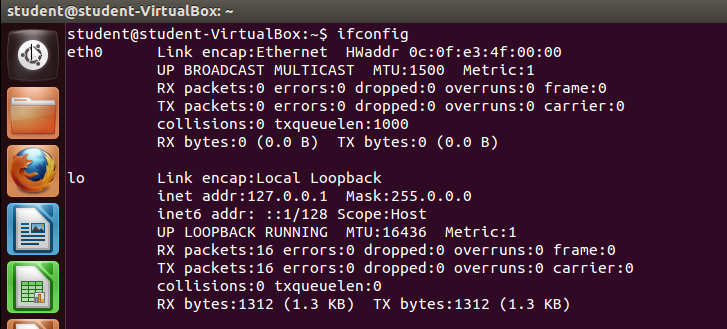 student@student-VirtualBox: ~
student@student-VirtualBox:~$ ifconfig
eth0      Link encap:Ethernet  HWaddr 0c:0f:e3:4f:00:00
          UP BROADCAST MULTICAST  MTU:1500  Metric:1
          RX packets:0 errors:0 dropped:0 overruns:0 frame:0
          TX packets:0 errors:0 dropped:0 overruns:0 carrier:0
          collisions:0 txqueuelen:1000
          RX bytes:0 (0.0 B)  TX bytes:0 (0.0 B)
lo        Link encap:Local Loopback
          inet addr:127.0.0.1  Mask:255.0.0.0
          inet6 addr: ::1/128 Scope:Host
          UP LOOPBACK RUNNING  MTU:16436  Metric:1
          RX packets:16 errors:0 dropped:0 overruns:0 frame:0
          TX packets:16 errors:0 dropped:0 overruns:0 carrier:0
          collisions:0 txqueuelen:0
          RX bytes:1312 (1.3 KB)  TX bytes:1312 (1.3 KB)